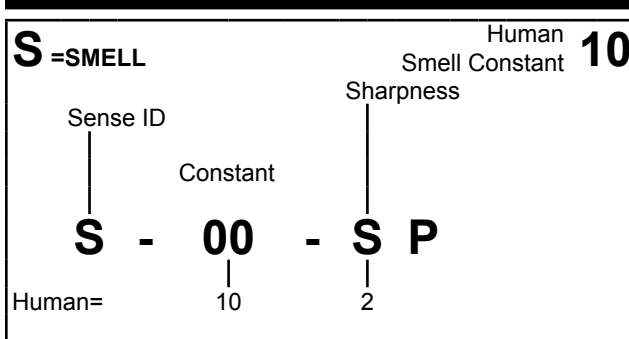 S =SMELL
Human
Smell Constant 10
Sharpness
Sense ID
Constant
S - 00 - S P
Human= 10 2